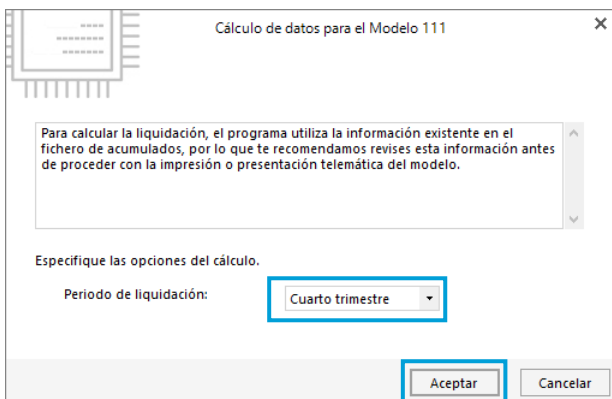 Cálculo de datos para el Modelo 111
Para calcular la liquidación, el programa utiliza la información existente en el
fichero de acumulados, por lo que te recomendamos revises esta información antes
de proceder con la impresión o presentación telemática del modelo.
Especifique las opciones del cálculo.
Periodo de liquidación: Cuarto trimestre
Aceptar Cancelar